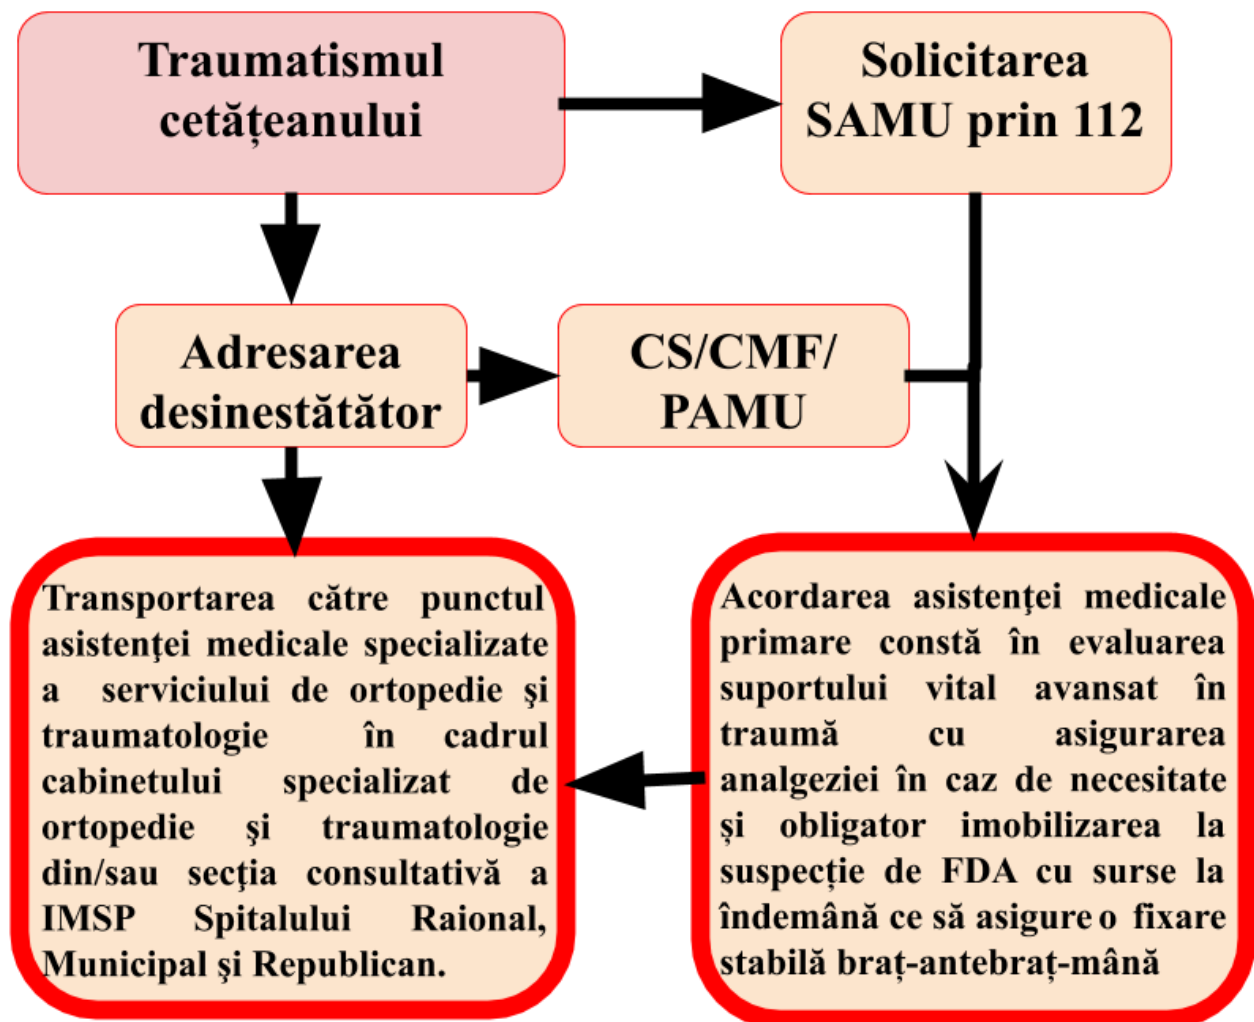 Traumatismul
cetățeanului
Solicitarea
SAMU prin 112
Adresarea
desinestătător
CS/CMF/
PAMU
Transportarea către punctul
asistenţei medicale specializate
a serviciului de ortopedie şi
traumatologie în cadrul
cabinetului specializat de
ortopedie şi traumatologie
din/sau secţia consultativă a
IMSP Spitalului Raional,
Municipal şi Republican.
Acordarea asistenţei medicale
primare constă în evaluarea
suportului vital avansat în
traumă cu asigurarea
analgeziei în caz de necesitate
și obligator imobilizarea la
suspecție de FDA cu surse la
îndemână ce să asigure o fixare
stabilă braț-antebraț-mână